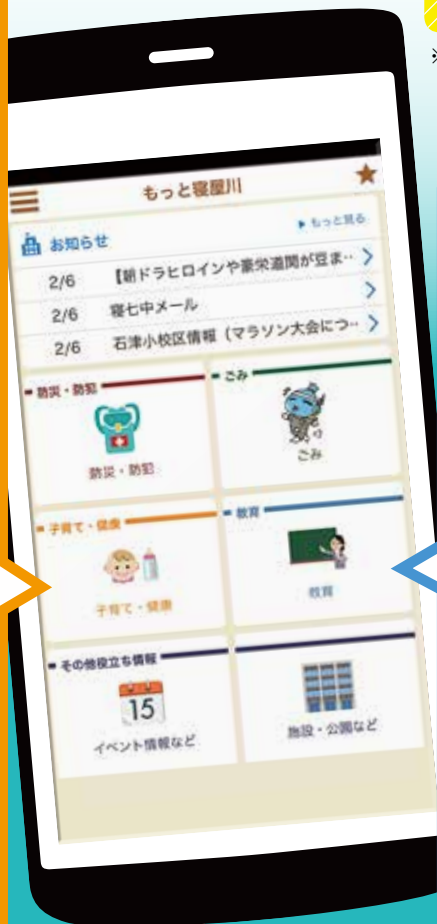 ※
もっと寝屋川
お知らせ
▶ もっと見る
2/6 【朝ドラヒロインや豪栄道関が豆ま‥
2/6 寝七中メール
2/6 石津小校区情報(マラソン大会につ‥
防災・防犯
ごみ
防災・防犯
ごみ
子育て・健康
教育
子育て・健康
教育
その他役立ち情報
15
イベント情報など
施設・公園など